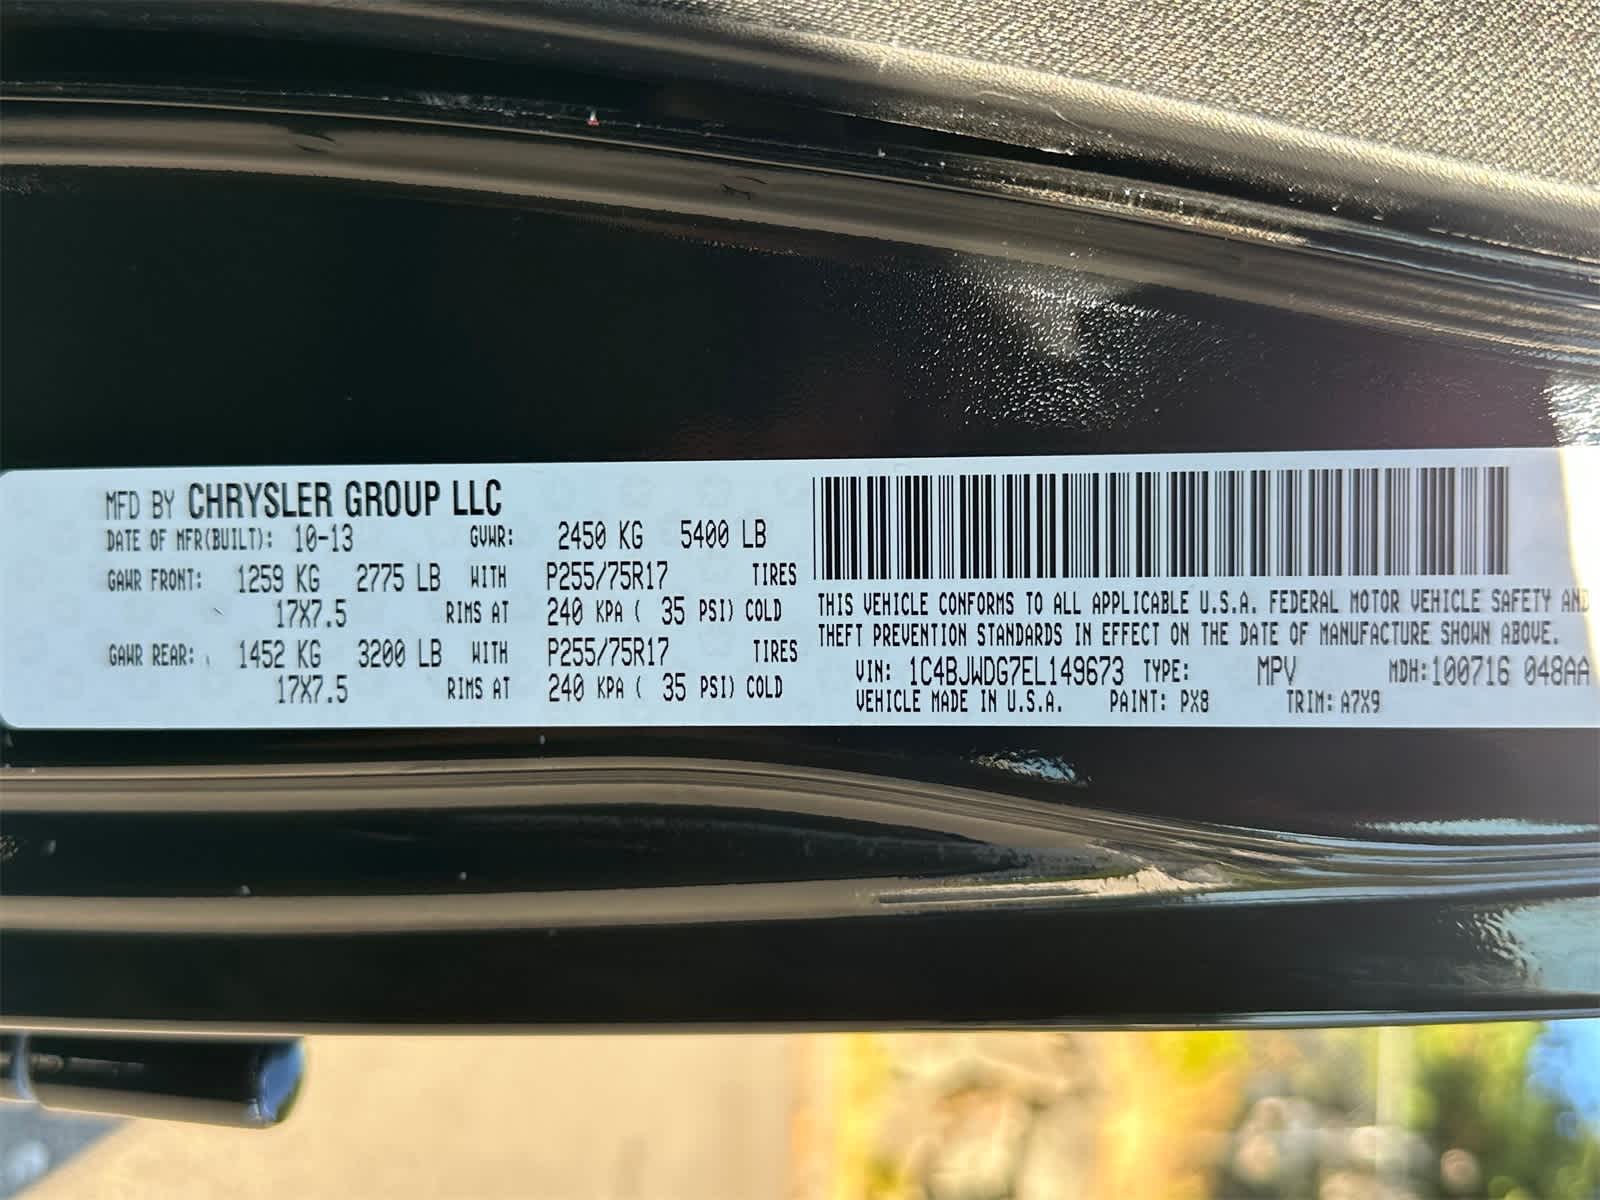 MFD BY CHRYSLER GROUP LLC
DATE OF MFR(BUILT): 10-13 GVWR: 2450 KG 5400 LB
GAWR FRONT: 1259 KG 2775 LB WITH P255/75R17 TIRES
17X7.5 RIMS AT 240 KPA ( 35 PSI) COLD
GAWR REAR: 1452 KG 3200 LB WITH P255/75R17 TIRES
17X7.5 RIMS AT 240 KPA ( 35 PSI) COLD
THIS VEHICLE CONFORMS TO ALL APPLICABLE U.S.A. FEDERAL MOTOR VEHICLE SAFETY AND
THEFT PREVENTION STANDARDS IN EFFECT ON THE DATE OF MANUFACTURE SHOWN ABOVE.
VIN: 1C4BJWDG7EL149673 TYPE: MPV MDH:100716 048AA
VEHICLE MADE IN U.S.A. PAINT: PX8 TRIM: A7X9